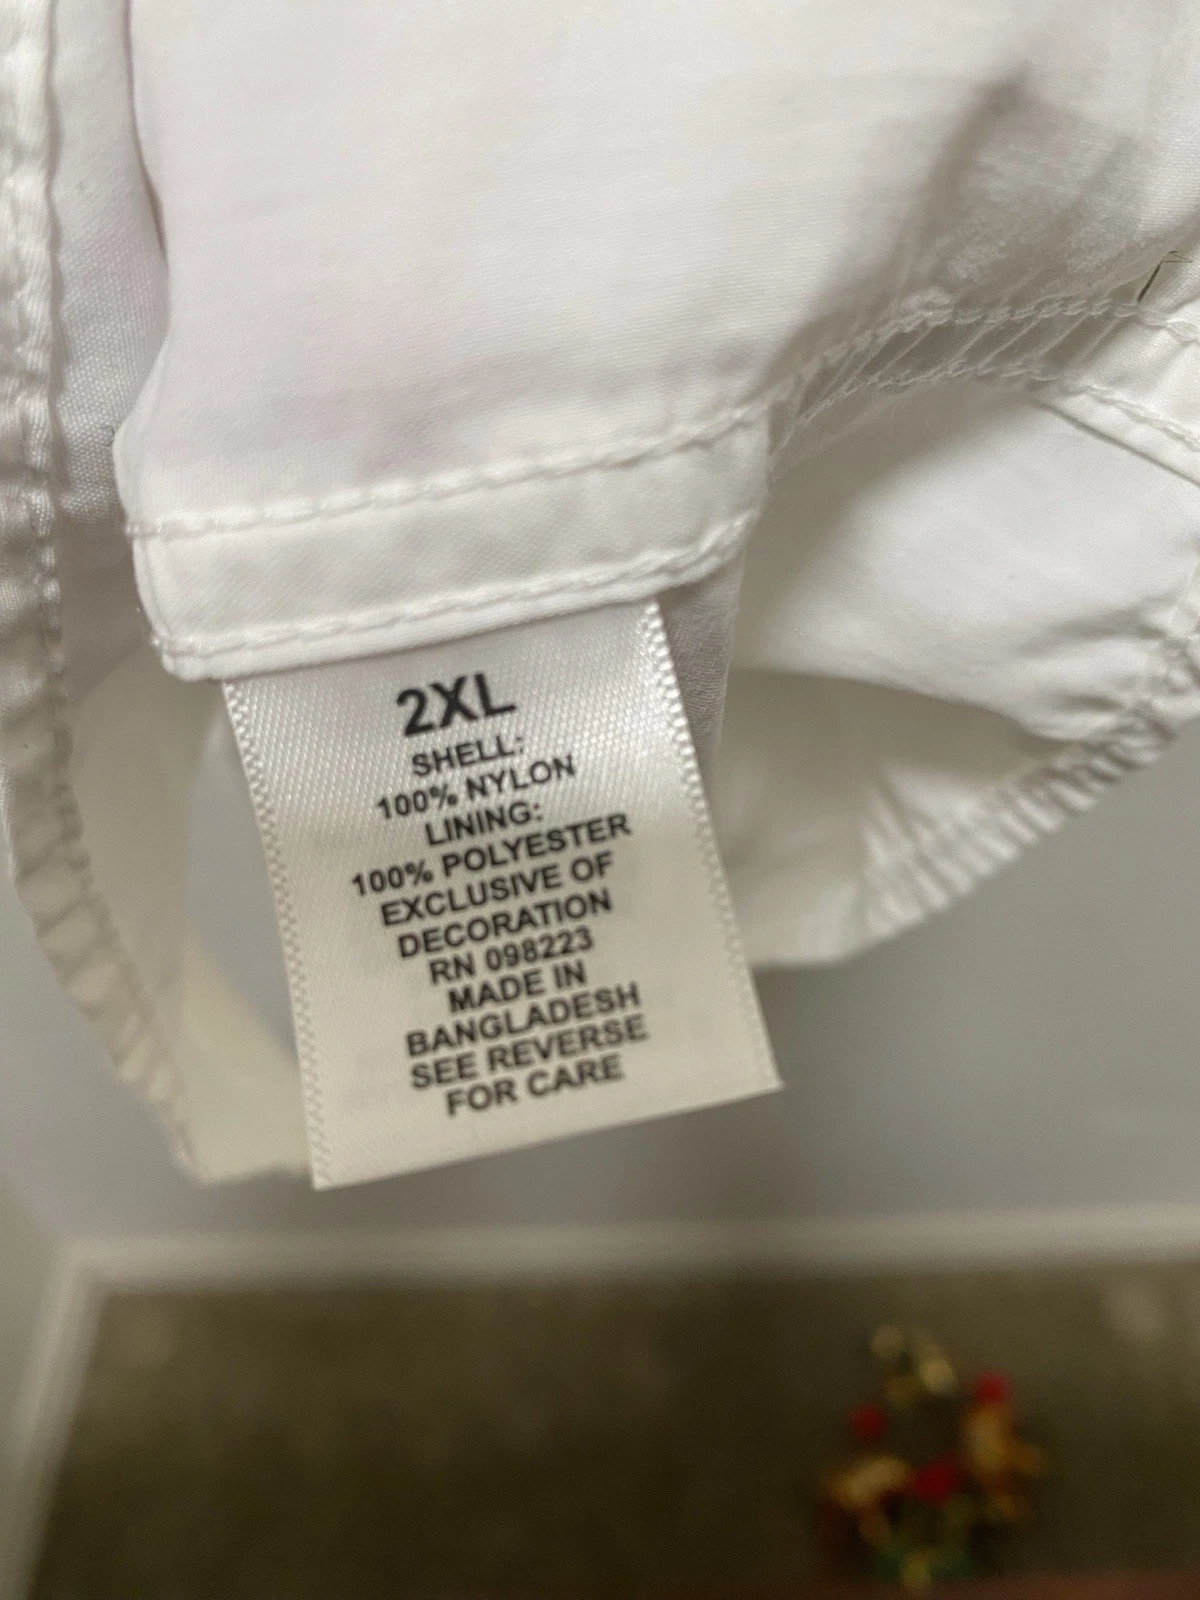 2XL
SHELL:
100% NYLON
LINING:
100% POLYESTER
EXCLUSIVE OF
DECORATION
RN 098223
MADE IN
BANGLADESH
SEE REVERSE
FOR CARE